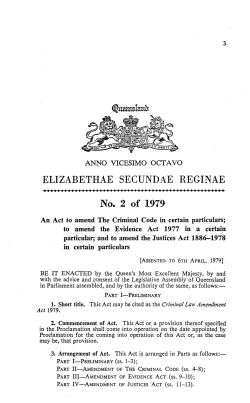 3
Queensland
ANNO VICESIMO OCTAVO
ELIZABETHAE SECUNDAE REGINAE
No. 2 of 1979
An Act to amend The Criminal Code in certain particulars;
to amend the Evidence Act 1977 in a certain
particular; and to amend the Justices Act 1886–1978
in certain particulars
[ASSENTED TO 6TH APRIL, 1979].
BE IT ENACTED by the Queen's Most Excellent Majesty, by and
with the advice and consent of the Legislative Assembly of Queensland
in Parliament assembled, and by the authority of the same, as follows:—
PART I—PRELIMINARY
1. Short title. This Act may be cited as the Criminal Law Amendment
Act 1979.
2. Commencement of Act. This Act or a provision thereof specified
in the Proclamation shall come into operation on the date appointed by
Proclamation for the coming into operation of this Act or, as the case
may be, that provision.
3. Arrangement of Act. This Act is arranged in Parts as follows:—
PART I—PRELIMINARY (ss. 1–3);
PART II—AMENDMENT OF THE CRIMINAL CODE (ss. 4–8);
PART III—AMENDMENT OF EVIDENCE ACT (ss. 9–10);
PART IV—AMENDMENT OF JUSTICES ACT (ss. 11–13).